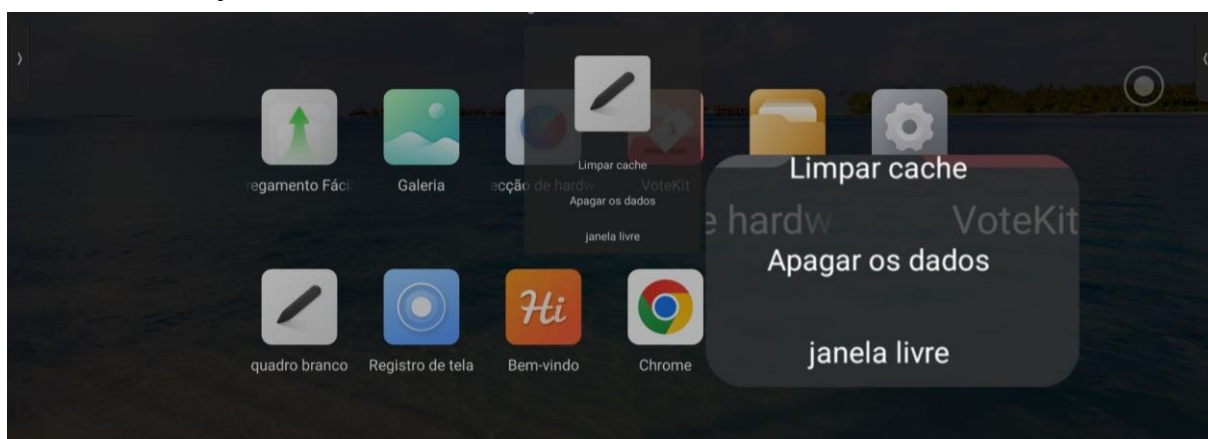 Limpar cache
Apagar os dados
janela livre
regamento Fáci
Galeria
ecção de hardw
VoteKit
quadro branco
Registro de tela
Hi
Bem-vindo
Chrome
Limpar cache
e hardw
VoteKit
Apagar os dados
janela livre